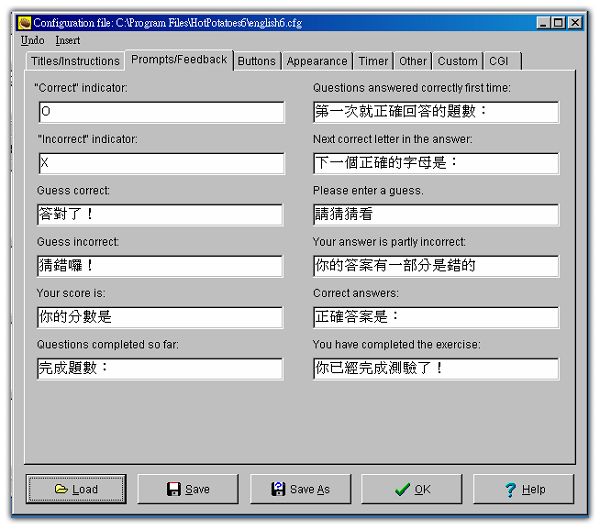 Configuration file: C:\Program Files\HotPotatoes6\english6.cfg
Undo Insert
Titles/Instructions Prompts/Feedback Buttons Appearance Timer Other Custom CGI
"Correct" indicator:
O
"Incorrect" indicator:
X
Guess correct:
答對了！
Guess incorrect:
猜錯囉！
Your score is:
你的分數是
Questions completed so far:
完成題數：
Questions answered correctly first time:
第一次就正確回答的題數：
Next correct letter in the answer:
下一個正確的字母是：
Please enter a guess.
請猜猜看
Your answer is partly incorrect:
你的答案有一部分是錯的
Correct answers:
正確答案是：
You have completed the exercise:
你已經完成測驗了！
Load Save Save As OK Help